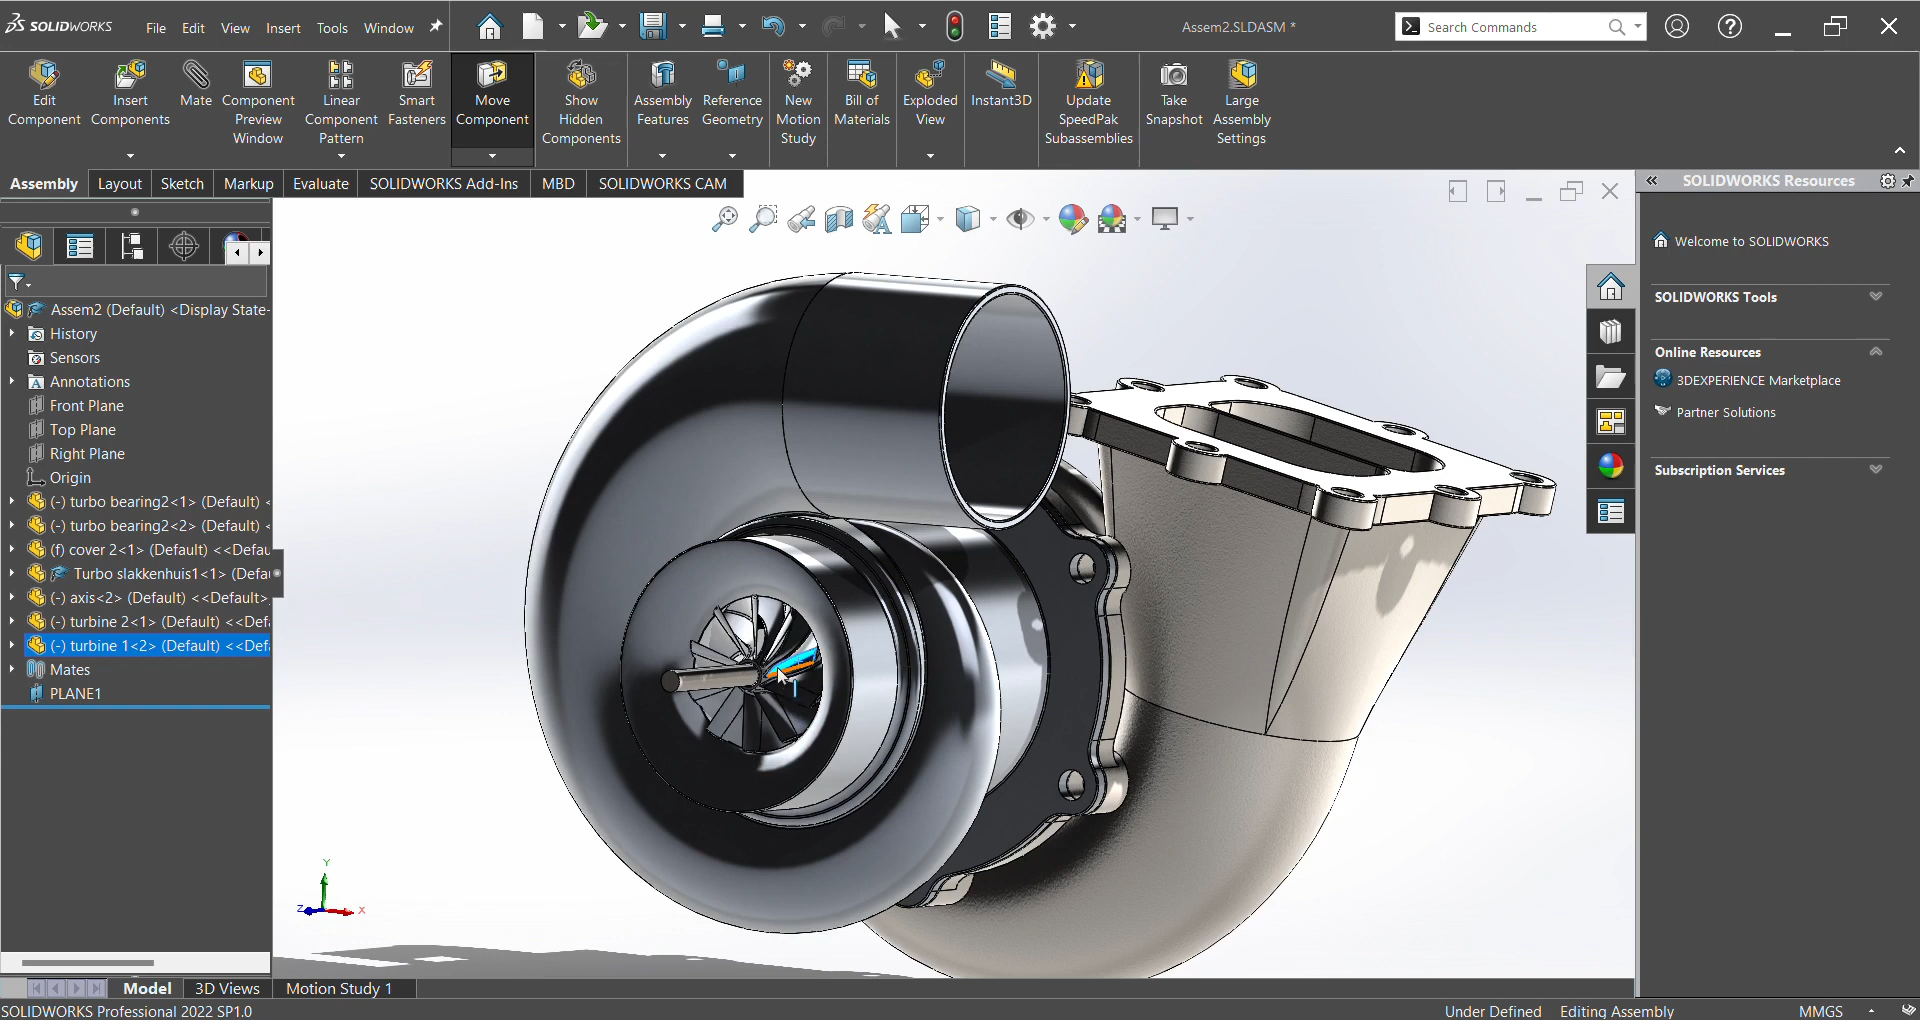 SOLIDWORKS
File Edit View Insert Tools Window
Assem2.SLDASM *
Search Commands
Edit Component
Insert Components
Mate
Component Preview Window
Linear Component Pattern
Smart Fasteners
Move Component
Show Hidden Components
Assembly Features
Reference Geometry
New Motion Study
Bill of Materials
Exploded View
Instant3D
Update SpeedPak Subassemblies
Take Snapshot
Large Assembly Settings
Assembly Layout Sketch Markup Evaluate SOLIDWORKS Add-Ins MBD SOLIDWORKS CAM
Assem2 (Default) <Display State-
History
Sensors
Annotations
Front Plane
Top Plane
Right Plane
Origin
(-) turbo bearing2<1> (Default) <
(-) turbo bearing2<2> (Default) <
(f) cover 2<1> (Default) <<Defau
Turbo slakkenhuis1<1> (Defau
(-) axis<2> (Default) <<Default>
(-) turbine 2<1> (Default) <<Def
(-) turbine 1<2> (Default) <<Def
Mates
PLANE1
Y
Z
X
SOLIDWORKS Resources
Welcome to SOLIDWORKS
SOLIDWORKS Tools
Online Resources
3DEXPERIENCE Marketplace
Partner Solutions
Subscription Services
Model 3D Views Motion Study 1
SOLIDWORKS Professional 2022 SP1.0
Under Defined Editing Assembly MMGS